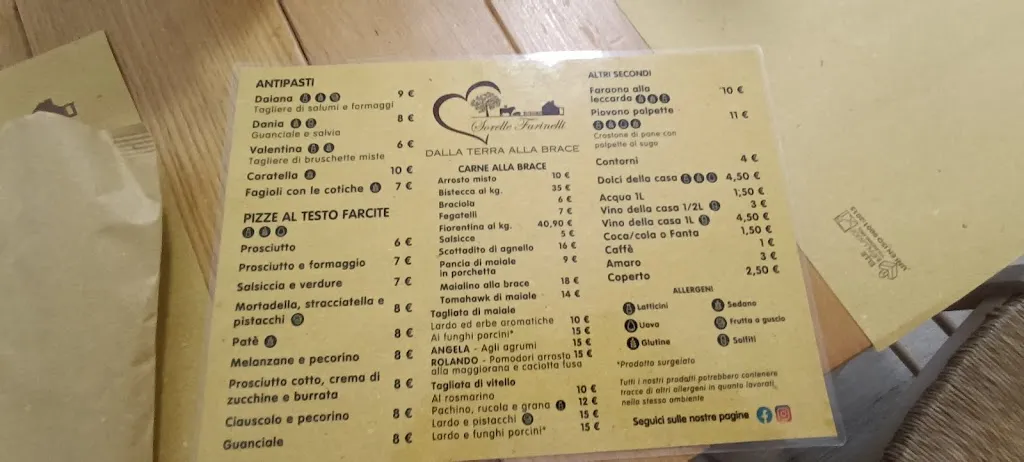 ANTIPASTI
Daiana 9 €
Tagliere di salumi e formaggi
Dania 8 €
Guanciale e salvia
Valentina 6 €
Tagliere di bruschette miste
Coratella 10 €
Fagioli con le cotiche 7 €
PIZZE AL TESTO FARCITE
Prosciutto 6 €
Prosciutto e formaggio 7 €
Salsiccia e verdure 7 €
Mortadella, stracciatella e
pistacchi 8 €
Patè 8 €
Melanzane e pecorino 8 €
Prosciutto cotto, crema di
zucchine e burrata 8 €
Ciauscolo e pecorino 8 €
Guanciale 8 €
Sorelle Farinelli
DALLA TERRA ALLA BRACE
CARNE ALLA BRACE
Arrosto misto 10 €
Bistecca al kg. 35 €
Braciola 6 €
Fegatelli 7 €
Fiorentina al kg. 40,90 €
Salsicce 5 €
Scottadito di agnello 16 €
Pancia di maiale 9 €
in porchetta
Maialino alla brace 18 €
Tomahawk di maiale 14 €
Tagliata di maiale
Lardo ed erbe aromatiche 10 €
Ai funghi porcini* 15 €
ANGELA - Agli agrumi 15 €
ROLANDO - Pomodori arrosto 15 €
alla maggiorana e caciotta fusa
Tagliata di vitello
Al rosmarino 10 €
Pachino, rucola e grana 12 €
Lardo e pistacchi 15 €
Lardo e funghi porcini* 15 €
ALTRI SECONDI
Faraona alla 10 €
leccarda
Piovono polpette 11 €
Crostone di pane con
polpette al sugo
Contorni 4 €
Dolci della casa 4,50 €
Acqua 1L 1,50 €
Vino della casa 1/2L 3 €
Vino della casa 1L 4,50 €
Coca/cola o Fanta 1,50 €
Caffè 1 €
Amaro 3 €
Coperto 2,50 €
ALLERGENI
Latticini
Sedano
Uova
Frutta a guscio
Glutine
Solfiti
*Prodotto surgelato
Tutti i nostri prodotti potrebbero contenere
tracce di altri allergeni in quanto lavorati
nella stesso ambiente
Seguici sulle nostre pagine